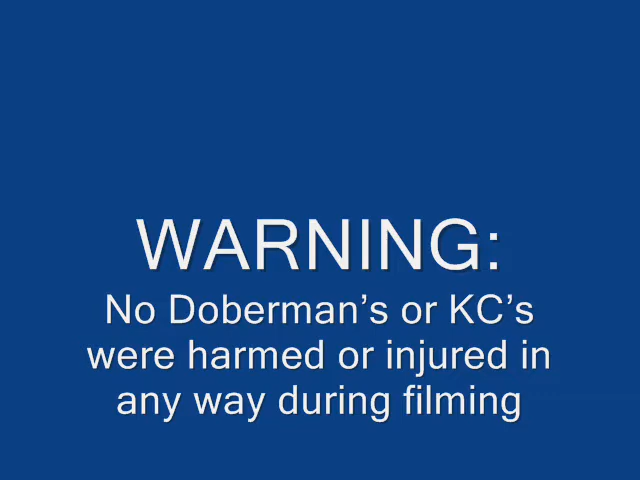 WARNING:
No Doberman’s or KC’s
were harmed or injured in
any way during filming